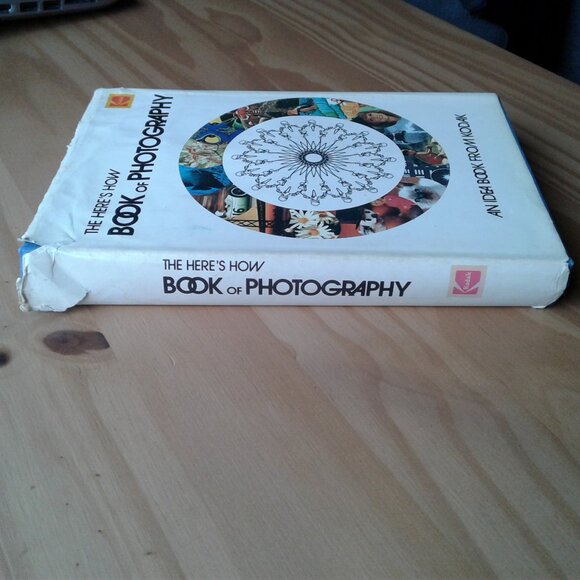 THE HERE'S HOW
BOOK OF PHOTOGRAPHY
AN IDEA BOOK FROM KODAK
THE HERE'S HOW
BOOK OF PHOTOGRAPHY
Kodak